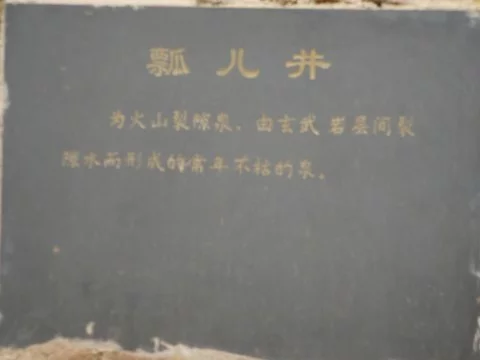 瓢儿井
为火山裂隙泉，由玄武岩层间裂
隙水而形成的常年不枯的泉。